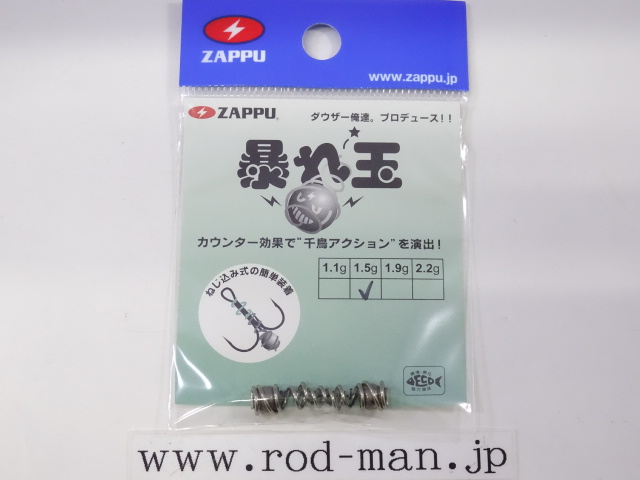 ZAPPU
www.zappu.jp
ZAPPU
ダウザー俺達。プロデュース！！
暴れ玉
カウンター効果で"千鳥アクション"を演出！
1.1g 1.5g 1.9g 2.2g
ねじ込み式の簡単装着
ECO
www.rod-man.jp